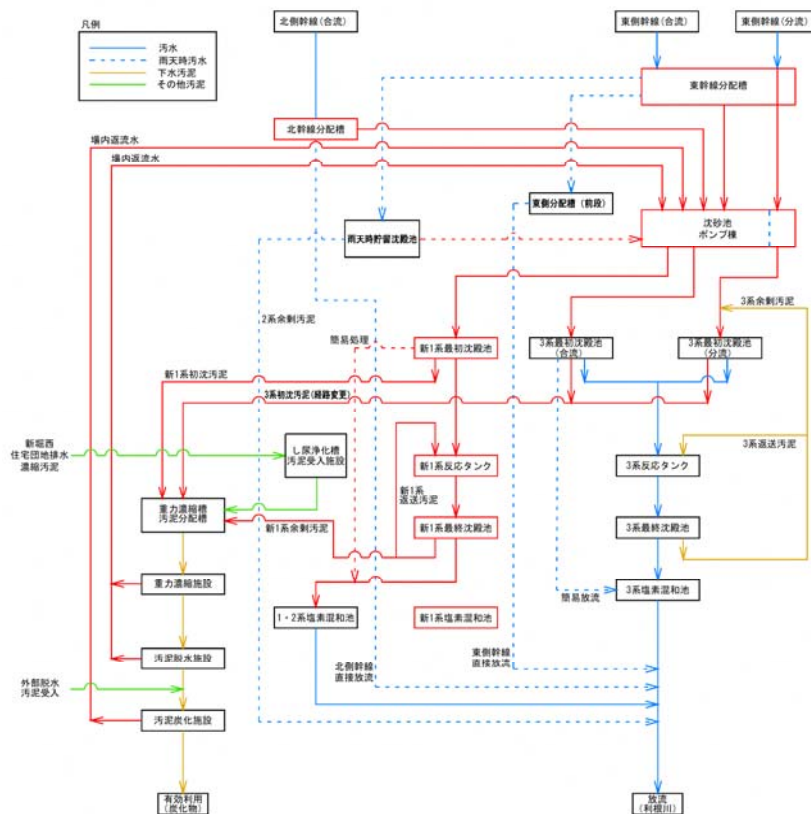 凡例
汚水
雨天時汚水
下水汚泥
その他汚泥
北側幹線(合流)
東側幹線(合流)
東側幹線(分流)
東幹線分配槽
北幹線分配槽
場内返流水
場内返流水
東側分配槽(前段)
雨天時貯留沈殿池
沈砂池
ポンプ棟
2系余剰汚泥
3系余剰汚泥
簡易処理
新1系最初沈殿池
3系最初沈殿池
(合流)
3系最初沈殿池
(分流)
新1系初沈汚泥
3系初沈汚泥(経路変更)
新堀西
住宅団地排水
濃縮汚泥
し尿浄化槽
汚泥受入施設
新1系反応タンク
3系反応タンク
3系返送汚泥
新1系
返送汚泥
重力濃縮槽
汚泥分配槽
新1系余剰汚泥
新1系最終沈殿池
3系最終沈殿池
重力濃縮施設
簡易放流
3系塩素混和池
1・2系塩素混和池
新1系塩素混和池
汚泥脱水施設
北側幹線
直接放流
東側幹線
直接放流
外部脱水
汚泥受入
汚泥炭化施設
有効利用
(炭化物)
放流
(利根川)